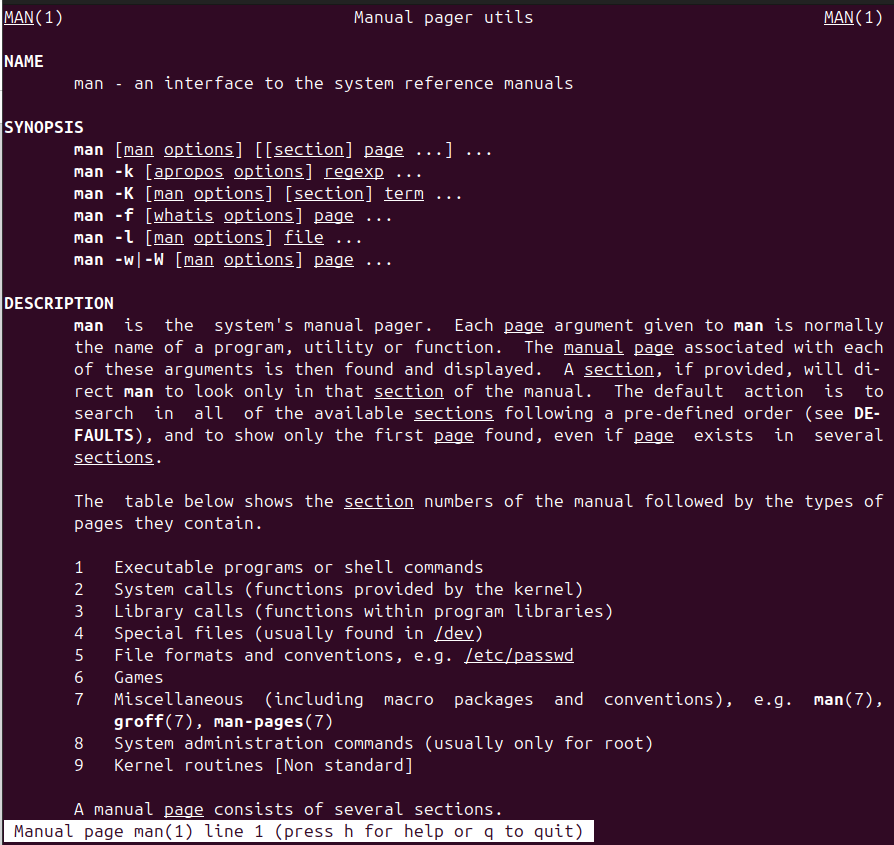 MAN(1) Manual pager utils MAN(1)
NAME
man - an interface to the system reference manuals
SYNOPSIS
man [man options] [[section] page ...] ...
man -k [apropos options] regexp ...
man -K [man options] [section] term ...
man -f [whatis options] page ...
man -l [man options] file ...
man -w|-W [man options] page ...
DESCRIPTION
man is the system's manual pager. Each page argument given to man is normally
the name of a program, utility or function. The manual page associated with each
of these arguments is then found and displayed. A section, if provided, will di-
rect man to look only in that section of the manual. The default action is to
search in all of the available sections following a pre-defined order (see DE-
FAULTS), and to show only the first page found, even if page exists in several
sections.
The table below shows the section numbers of the manual followed by the types of
pages they contain.
1 Executable programs or shell commands
2 System calls (functions provided by the kernel)
3 Library calls (functions within program libraries)
4 Special files (usually found in /dev)
5 File formats and conventions, e.g. /etc/passwd
6 Games
7 Miscellaneous (including macro packages and conventions), e.g. man(7),
groff(7), man-pages(7)
8 System administration commands (usually only for root)
9 Kernel routines [Non standard]
A manual page consists of several sections.
Manual page man(1) line 1 (press h for help or q to quit)